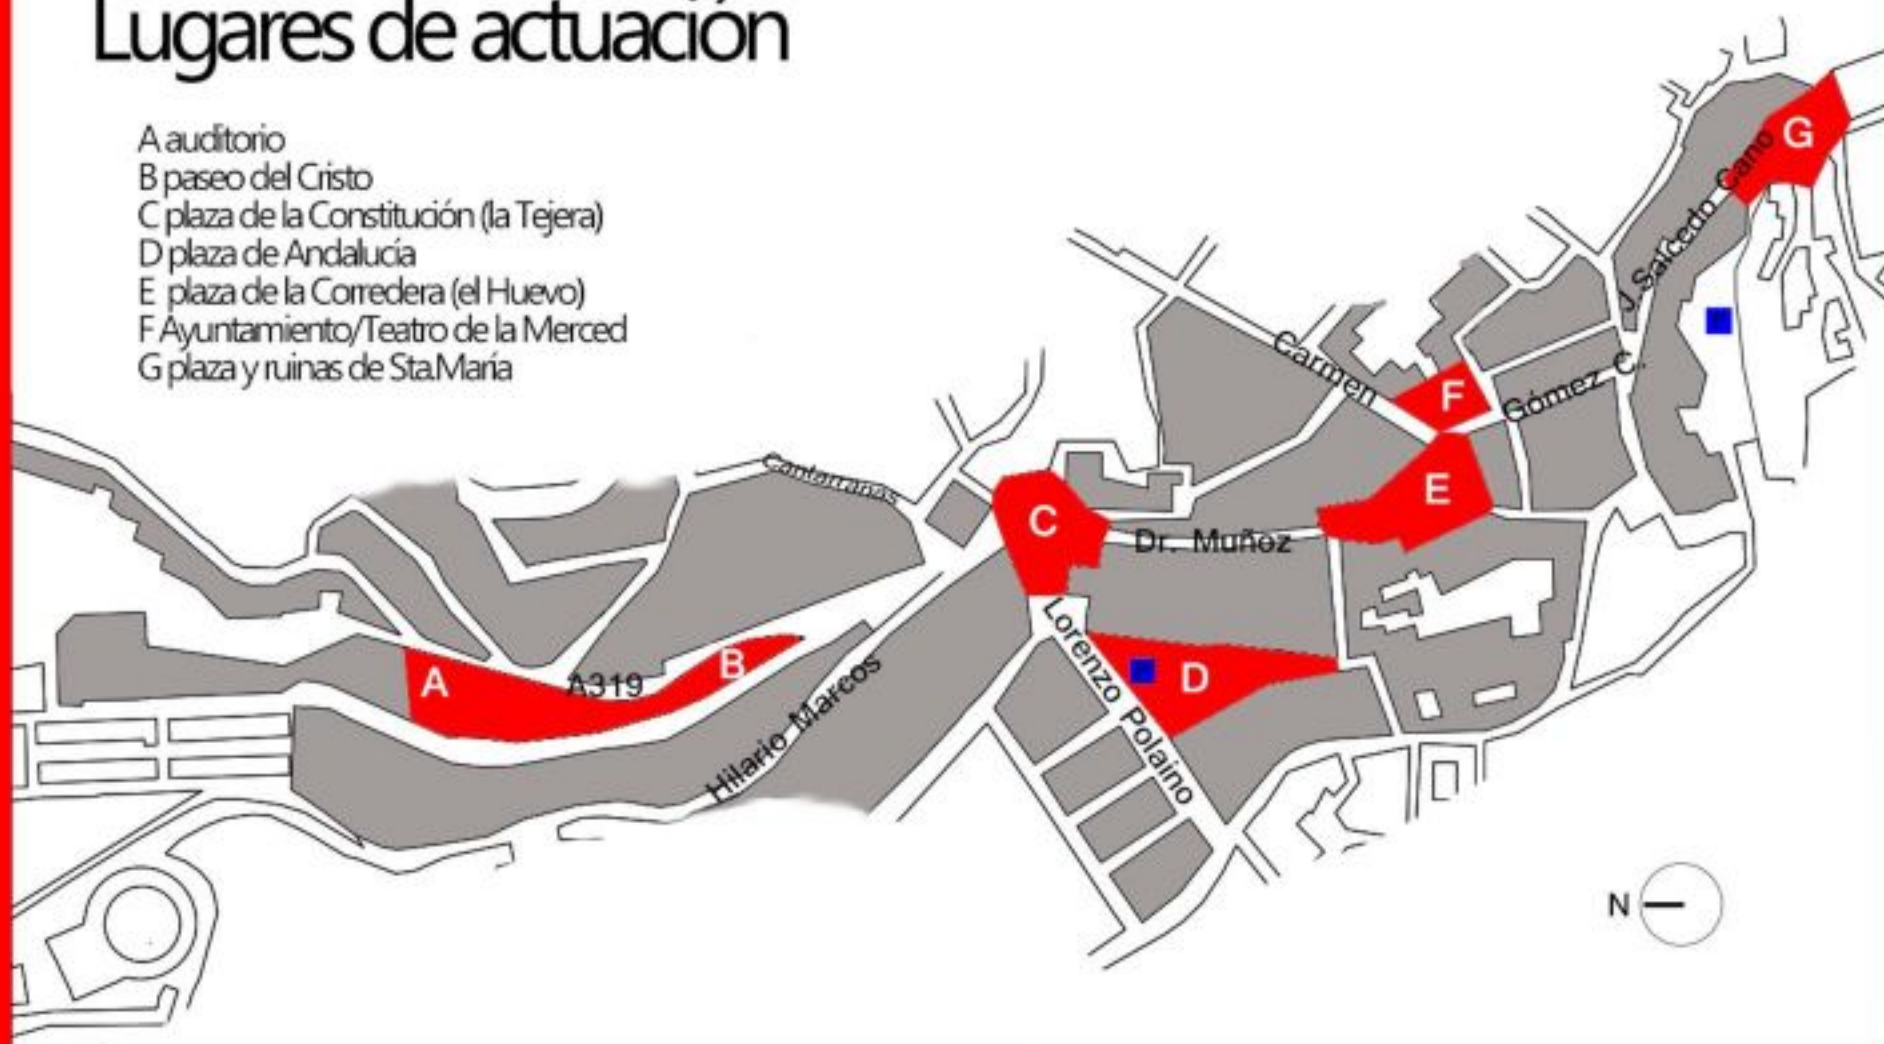 Lugares de actuación
A auditorio
B paseo del Cristo
C plaza de la Constitución (la Tejera)
D plaza de Andalucía
E plaza de la Corredera (el Huevo)
F Ayuntamiento/Teatro de la Merced
G plaza y ruinas de Sta.María
G
J. Salcedo Cano
Carmen
F
Gómez C.
Cantarranas
E
C
Dr. Muñoz
Lorenzo Polaino
A
B
A319
D
Hilario Marcos
N